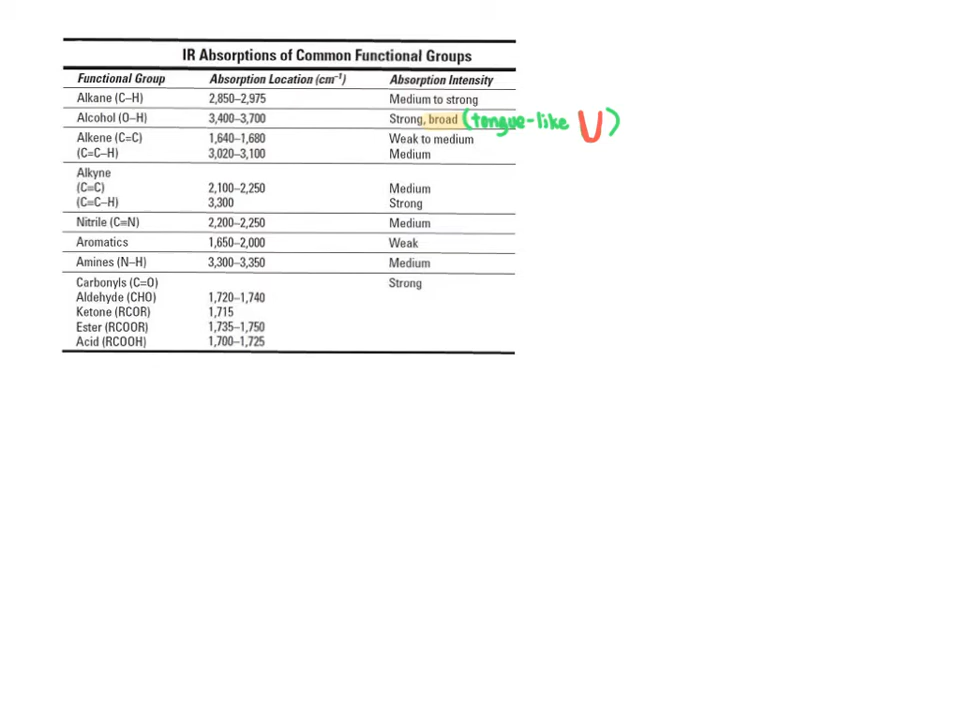 IR Absorptions of Common Functional Groups
Functional Group Absorption Location (cm⁻¹) Absorption Intensity
Alkane (C–H) 2,850–2,975 Medium to strong
Alcohol (O–H) 3,400–3,700 Strong, broad (tongue-like U)
Alkene (C=C) 1,640–1,680 Weak to medium
(C=C–H) 3,020–3,100 Medium
Alkyne
(C≡C) 2,100–2,250 Medium
(C≡C–H) 3,300 Strong
Nitrile (C≡N) 2,200–2,250 Medium
Aromatics 1,650–2,000 Weak
Amines (N–H) 3,300–3,350 Medium
Carbonyls (C=O) Strong
Aldehyde (CHO) 1,720–1,740
Ketone (RCOR) 1,715
Ester (RCOOR) 1,735–1,750
Acid (RCOOH) 1,700–1,725